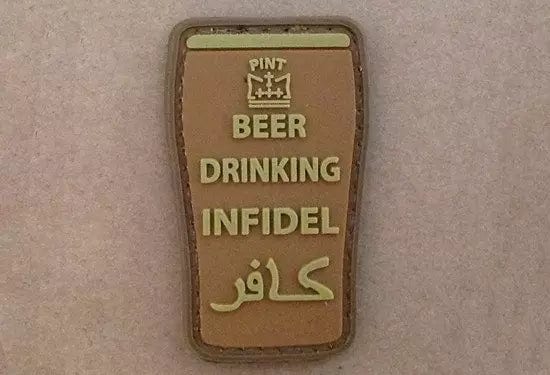 PINT
BEER
DRINKING
INFIDEL
كافر